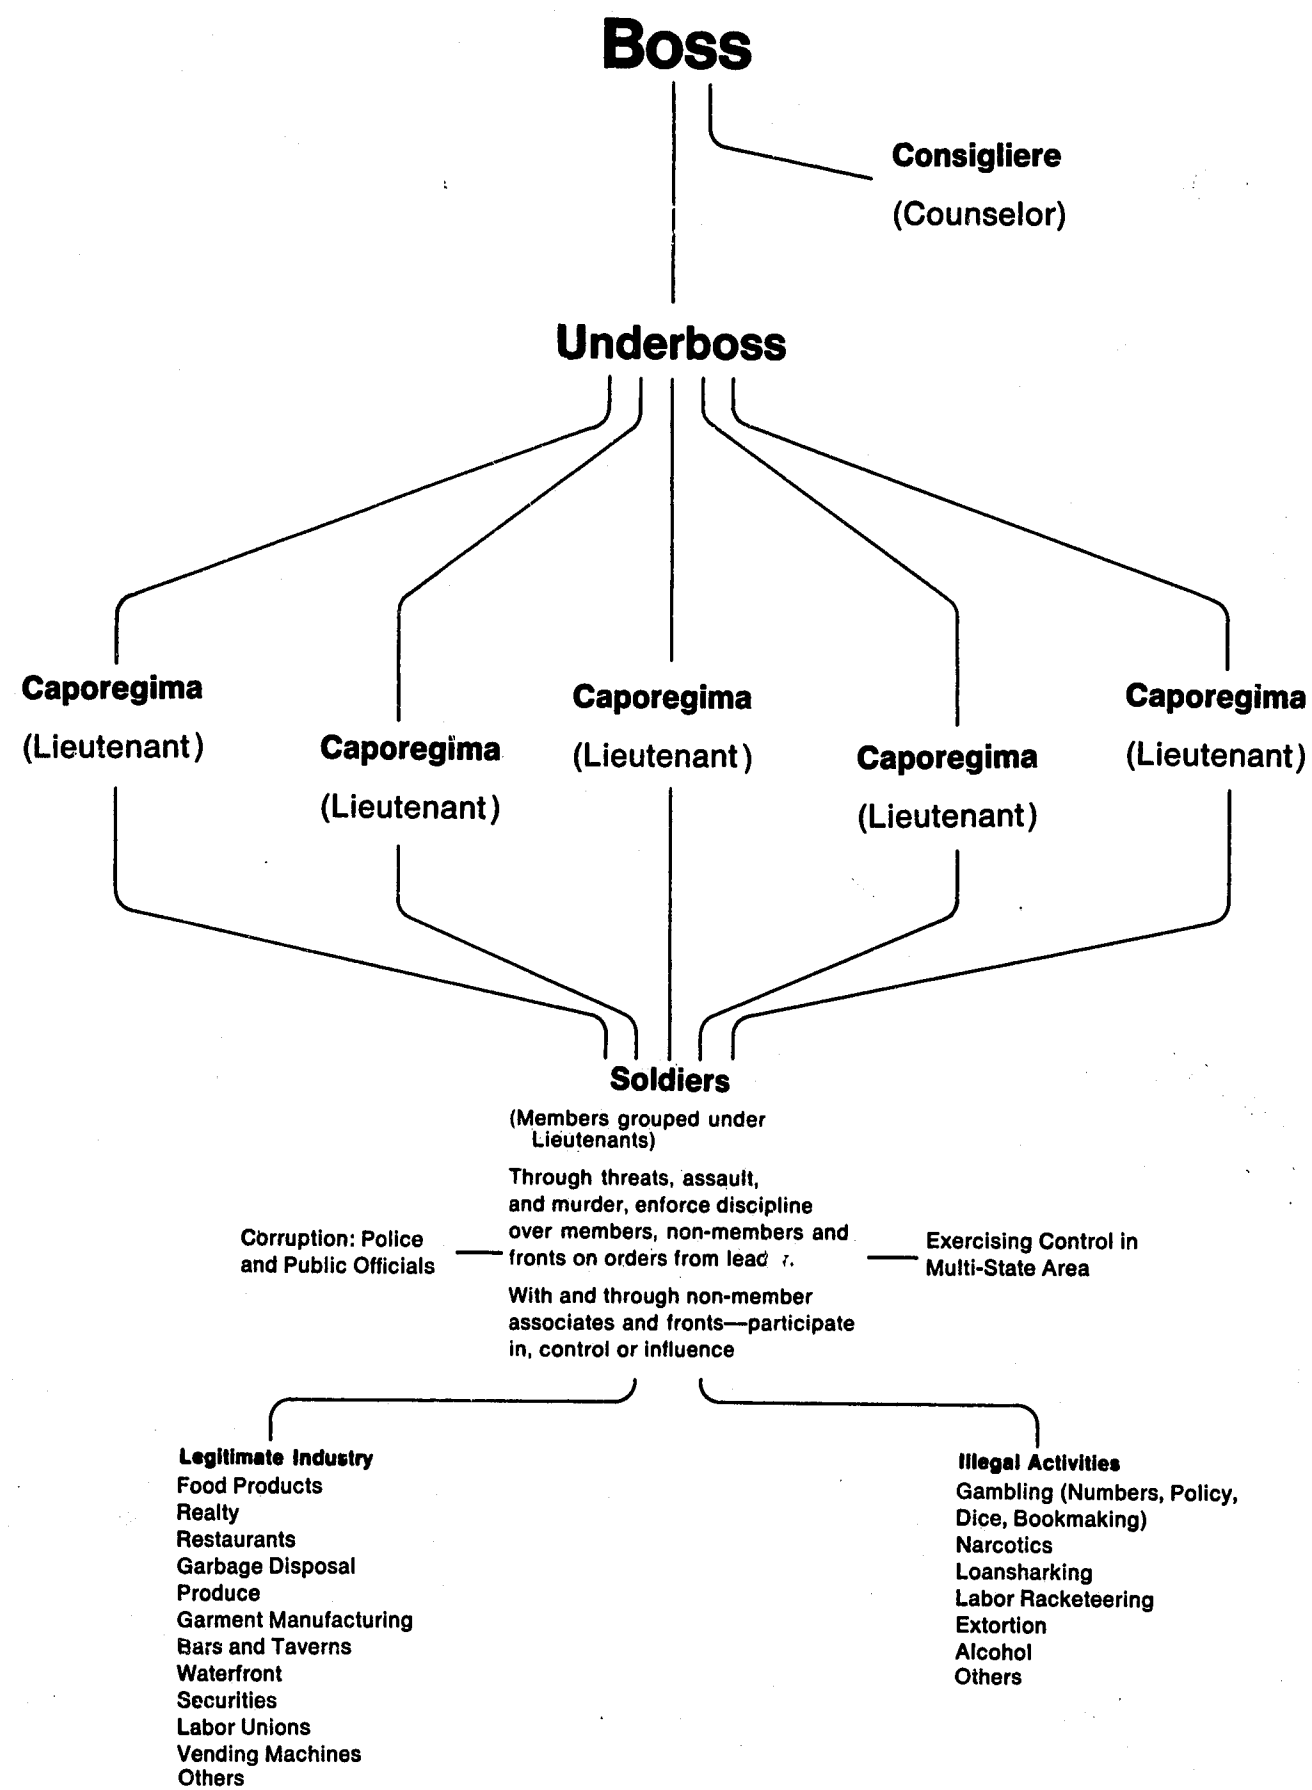 Boss
Consigliere
(Counselor)
Underboss
Caporegima
(Lieutenant)
Caporegima
(Lieutenant)
Caporegima
(Lieutenant)
Caporegima
(Lieutenant)
Caporegima
(Lieutenant)
Soldiers
(Members grouped under
Lieutenants)
Through threats, assault,
and murder, enforce discipline
over members, non-members and
fronts on orders from
With and through non-member
associates and fronts—participate
in, control or influence
Corruption: Police
and Public Officials
Exercising Control in
Multi-State Area
Legitimate Industry
Food Products
Realty
Restaurants
Garbage Disposal
Produce
Garment Manufacturing
Bars and Taverns
Waterfront
Securities
Labor Unions
Vending Machines
Others
Illegal Activities
Gambling (Numbers, Policy,
Dice, Bookmaking)
Narcotics
Loansharking
Labor Racketeering
Extortion
Alcohol
Others